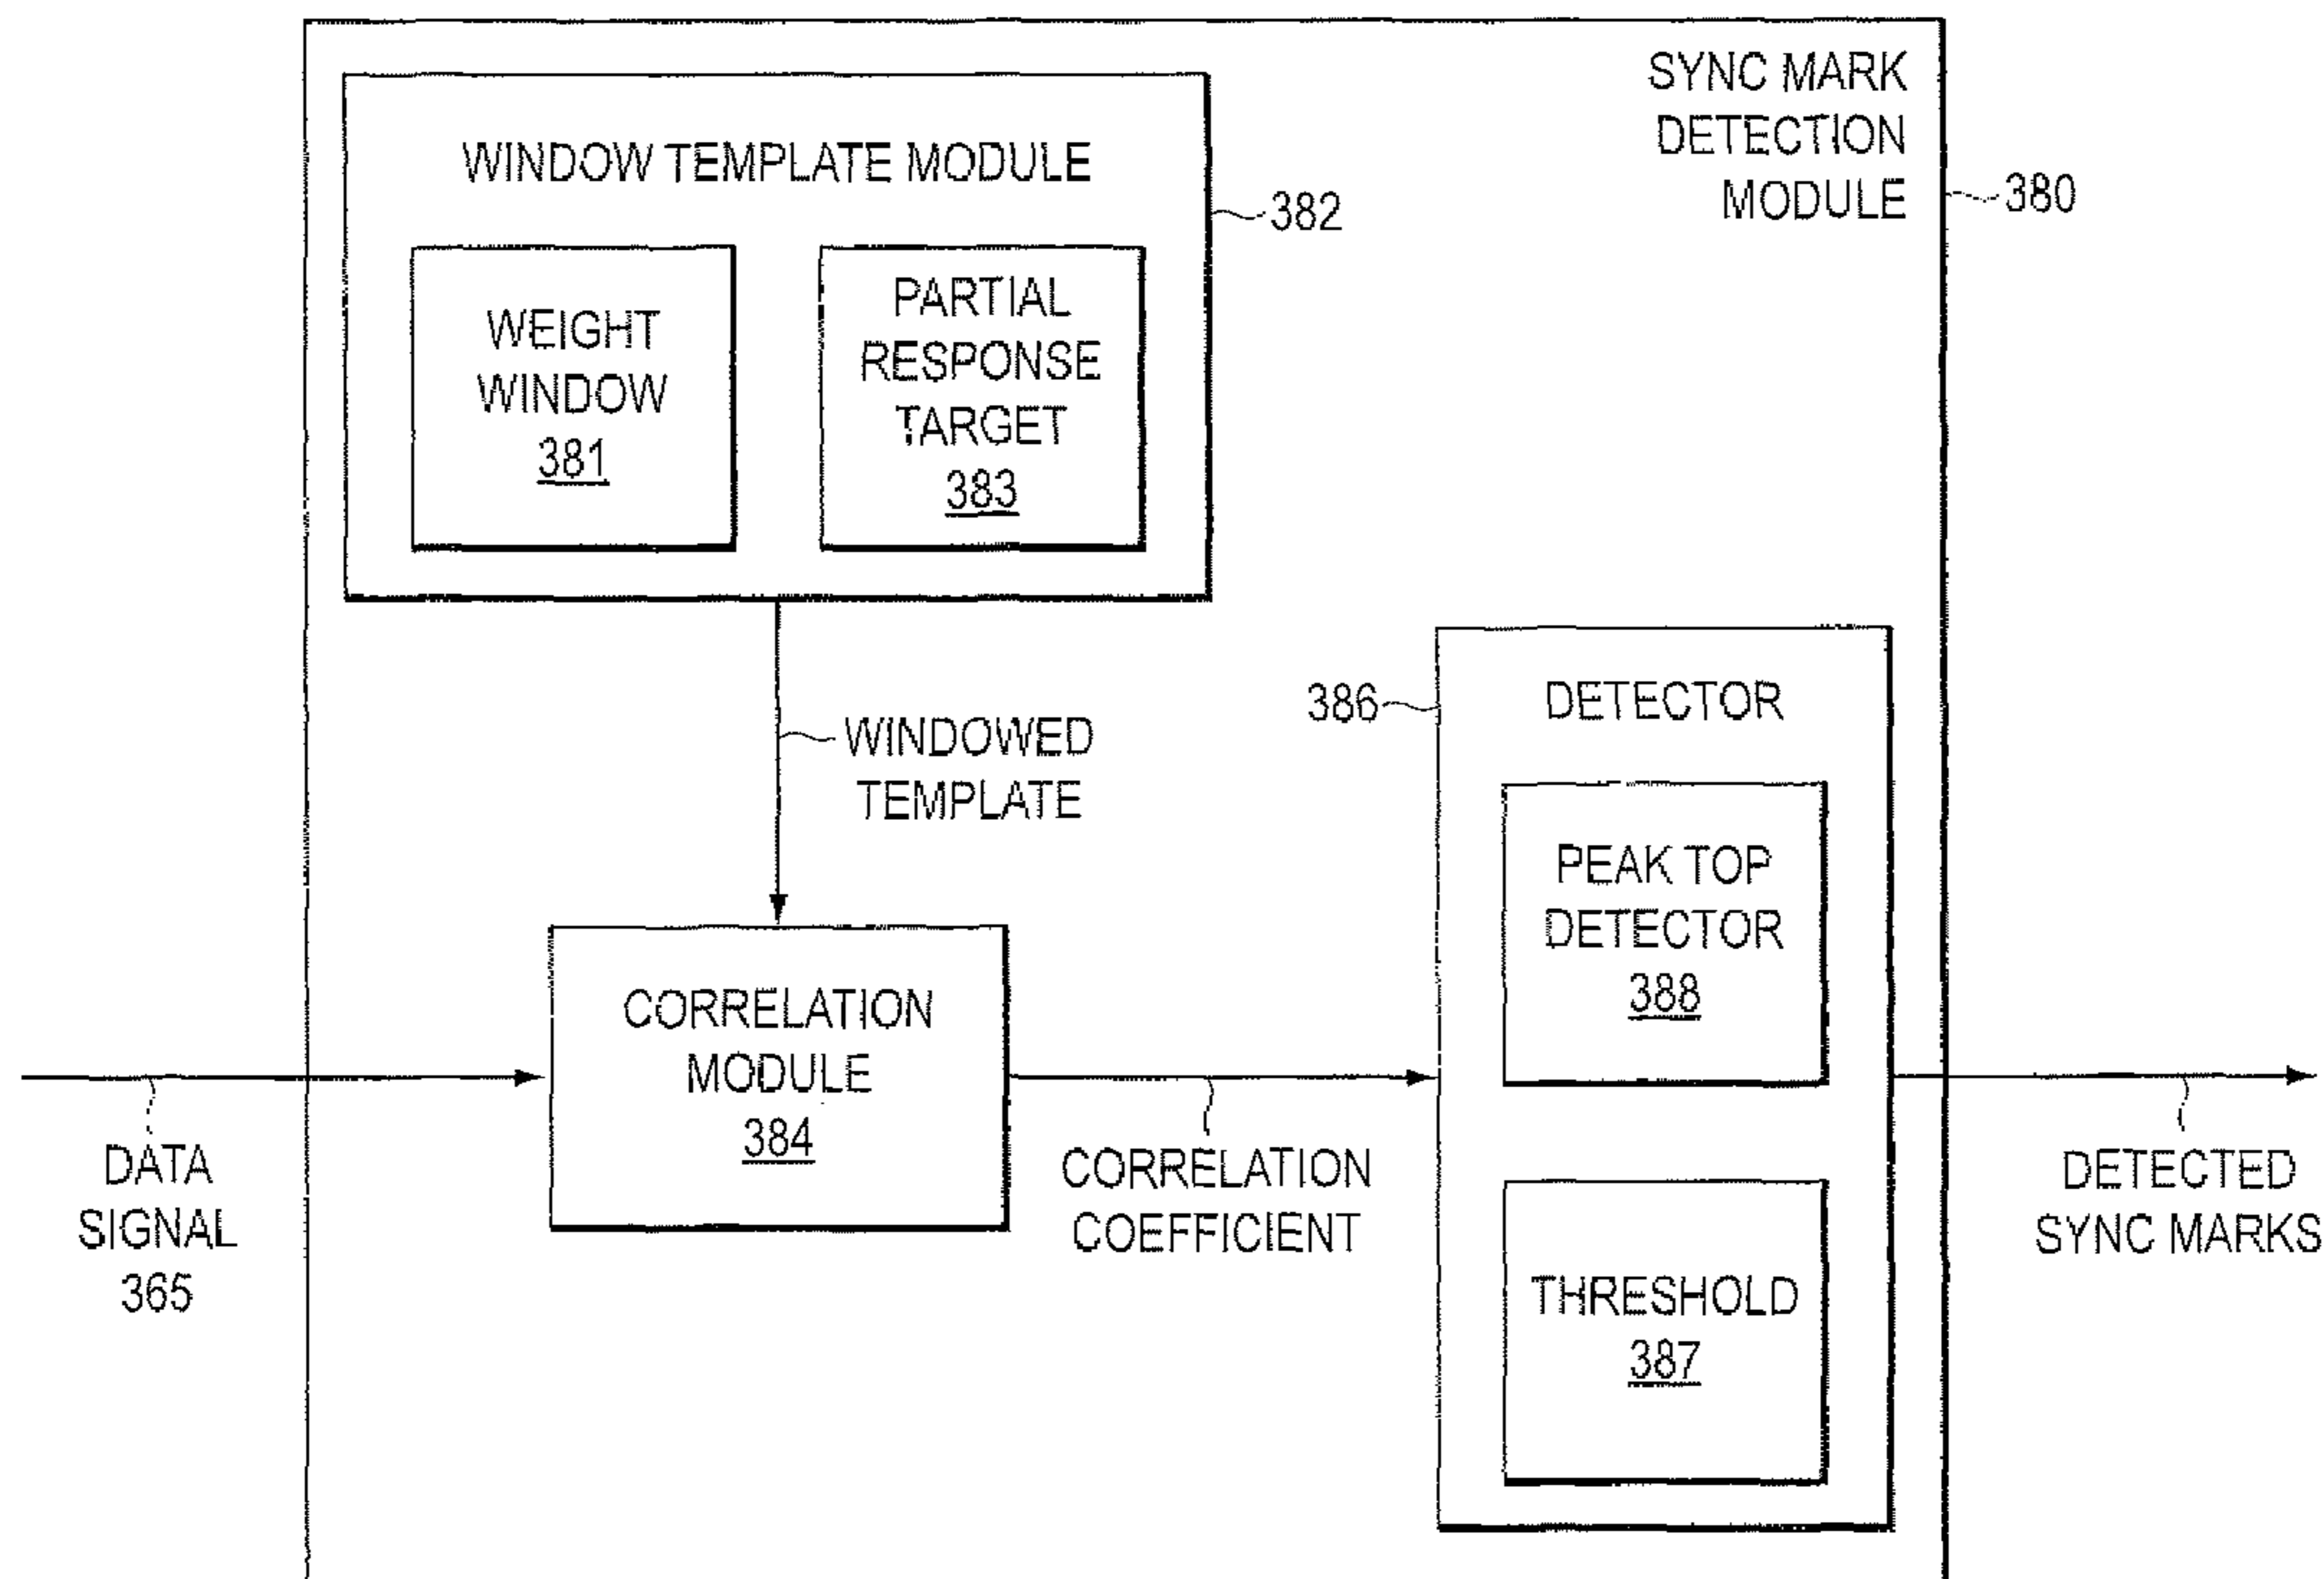 SYNC MARK
DETECTION
MODULE
380
WINDOW TEMPLATE MODULE
382
WEIGHT
WINDOW
381
PARTIAL
RESPONSE
TARGET
383
WINDOWED
TEMPLATE
386
DETECTOR
PEAK TOP
DETECTOR
388
CORRELATION
MODULE
384
DATA
SIGNAL
365
CORRELATION
COEFFICIENT
THRESHOLD
387
DETECTED
SYNC MARKS